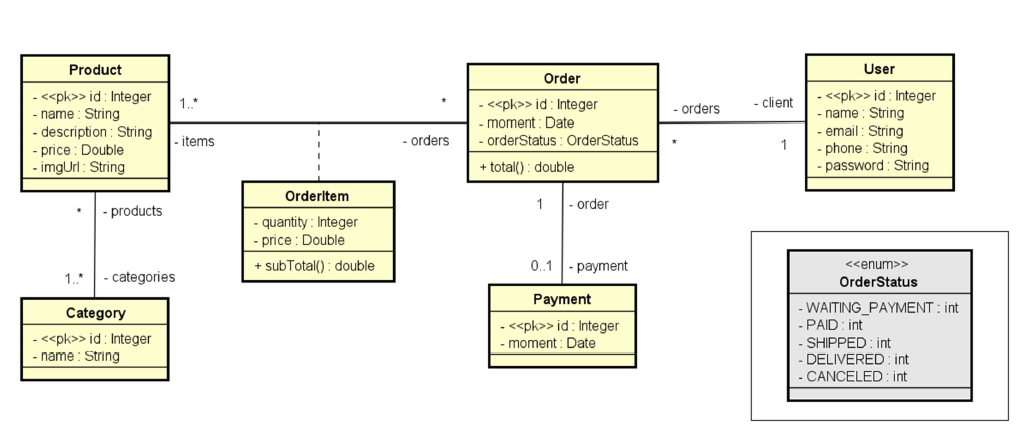 Product
- <<pk>> id : Integer
- name : String
- description : String
- price : Double
- imgUrl : String
1..*
- items
*
- orders
Order
- <<pk>> id : Integer
- moment : Date
- orderStatus : OrderStatus
+ total() : double
- orders
*
- client
1
User
- <<pk>> id : Integer
- name : String
- email : String
- phone : String
- password : String
OrderItem
- quantity : Integer
- price : Double
+ subTotal() : double
* - products
1..* - categories
Category
- <<pk>> id : Integer
- name : String
1 - order
0..1 - payment
Payment
- <<pk>> id : Integer
- moment : Date
<<enum>>
OrderStatus
- WAITING_PAYMENT : int
- PAID : int
- SHIPPED : int
- DELIVERED : int
- CANCELED : int